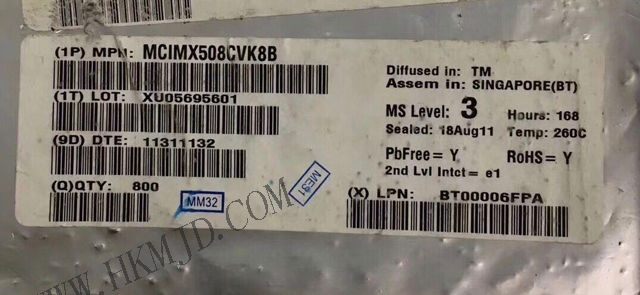 (1P) MPN: MCIMX508CVK8B
(1T) LOT: XU05695601
(9D) DTE: 11311132
(Q)QTY: 800
MM32
ME31
Diffused in: TM
Assem in: SINGAPORE(BT)
MS Level: 3 Hours: 168
Sealed: 18Aug11 Temp: 260C
PbFree= Y RoHS= Y
2nd Lvl Intct= e1
(X) LPN: BT00006FPA
WWW.HKMJD.COM